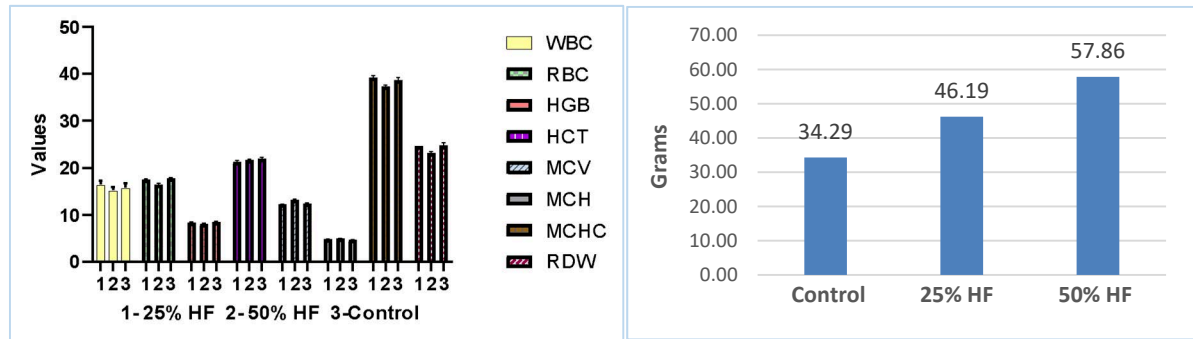 50
40
30
20
10
0
Values
1 2 3 1 2 3 1 2 3 1 2 3 1 2 3 1 2 3 1 2 3 1 2 3
1-25% HF 2-50% HF 3-Control
WBC
RBC
HGB
HCT
MCV
MCH
MCHC
RDW
70.00
60.00
50.00
40.00
30.00
20.00
10.00
0.00
Grams
34.29
46.19
57.86
Control 25% HF 50% HF